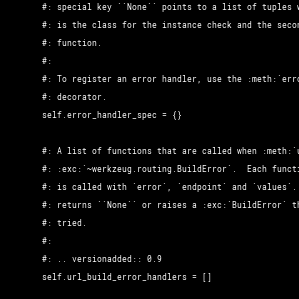 #: special key ``None`` points to a list of tuples
#: is the class for the instance check and the secon
#: function.
#:
#: To register an error handler, use the :meth:`erro
#: decorator.
self.error_handler_spec = {}
#: A list of functions that are called when :meth:`u
#: :exc:`~werkzeug.routing.BuildError`.  Each functi
#: is called with `error`, `endpoint` and `values`.
#: returns ``None`` or raises a :exc:`BuildError` th
#: tried.
#:
#: .. versionadded:: 0.9
self.url_build_error_handlers = []